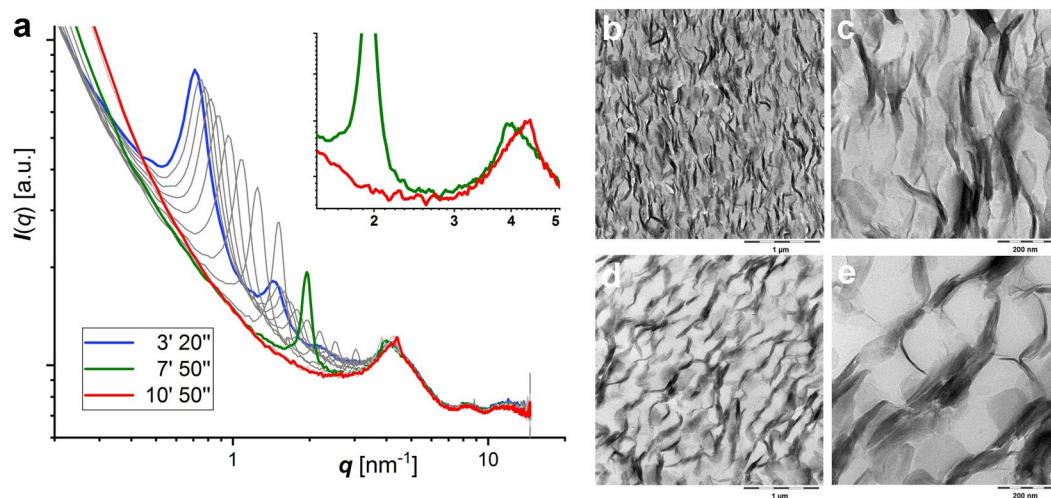 a
I(q) [a.u.]
2 3 4 5
3' 20"
7' 50"
10' 50"
1 10
q [nm⁻¹]
b
1 µm
c
200 nm
d
1 µm
e
200 nm